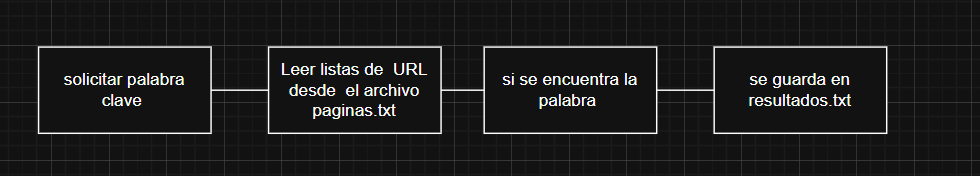 solicitar palabra
clave
Leer listas de  URL
desde  el archivo
paginas.txt
si se encuentra la
palabra
se guarda en
resultados.txt